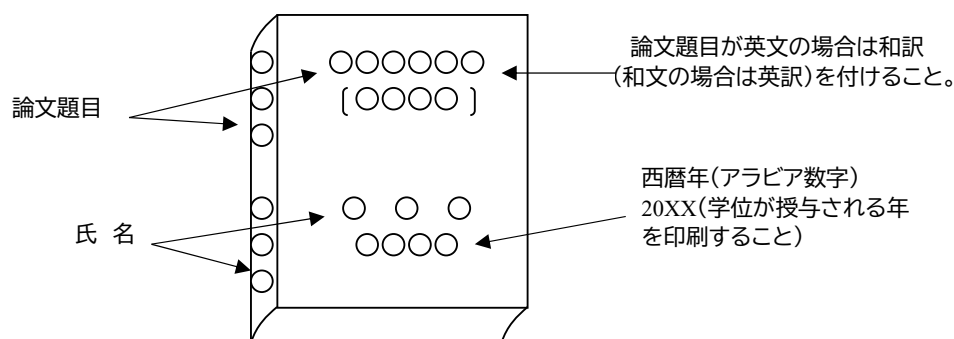 論文題目が英文の場合は和訳
(和文の場合は英訳)を付けること。
○○○○○○
〔○○○○〕
論文題目
○
○
○
西暦年(アラビア数字)
20XX(学位が授与される年
を印刷すること)
○ ○ ○
○○○○
氏 名
○
○
○